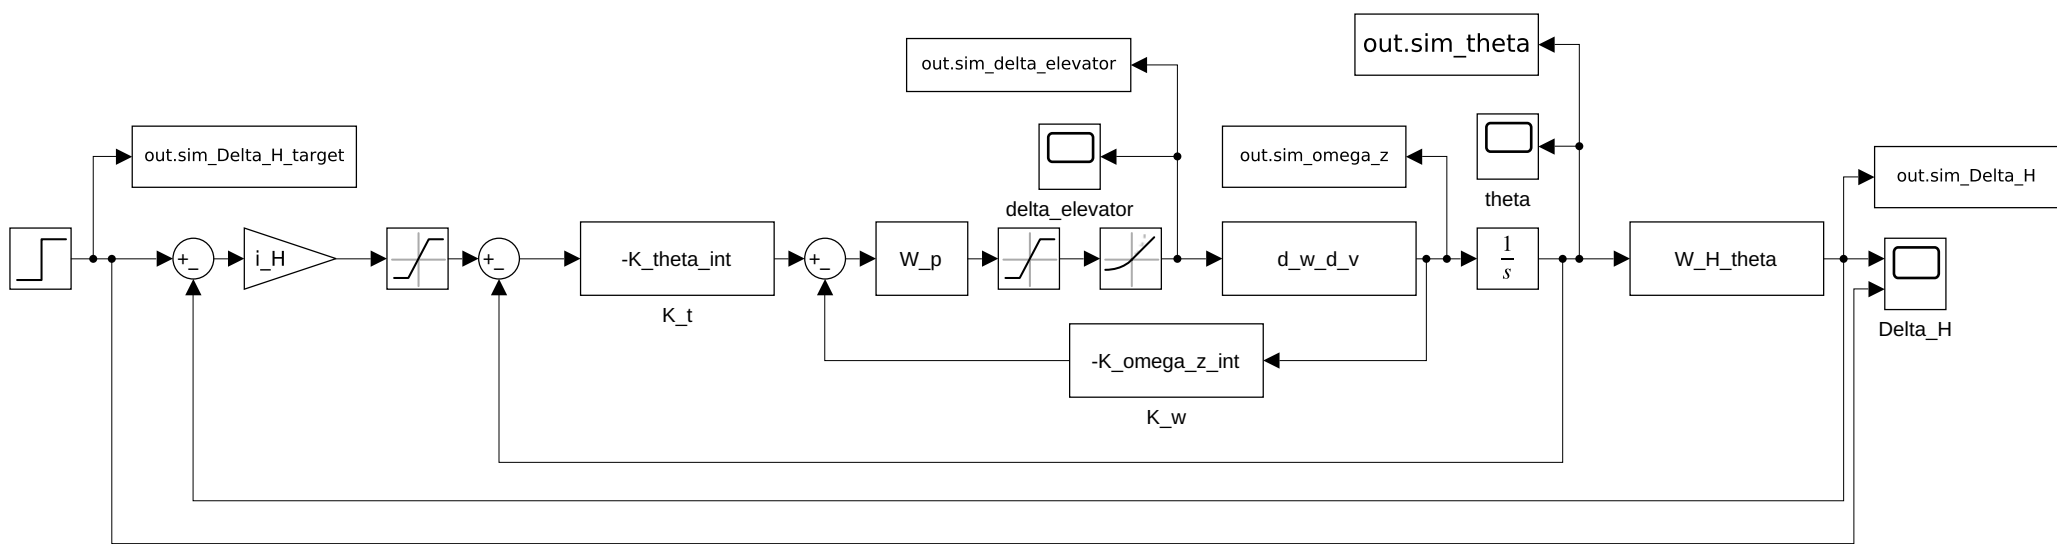 out.sim_theta
out.sim_delta_elevator
out.sim_Delta_H_target
out.sim_omega_z
out.sim_Delta_H
theta
delta_elevator
+
_
i_H
+
_
-K_theta_int
+
_
W_p
d_w_d_v
1
s
W_H_theta
K_t
Delta_H
-K_omega_z_int
K_w